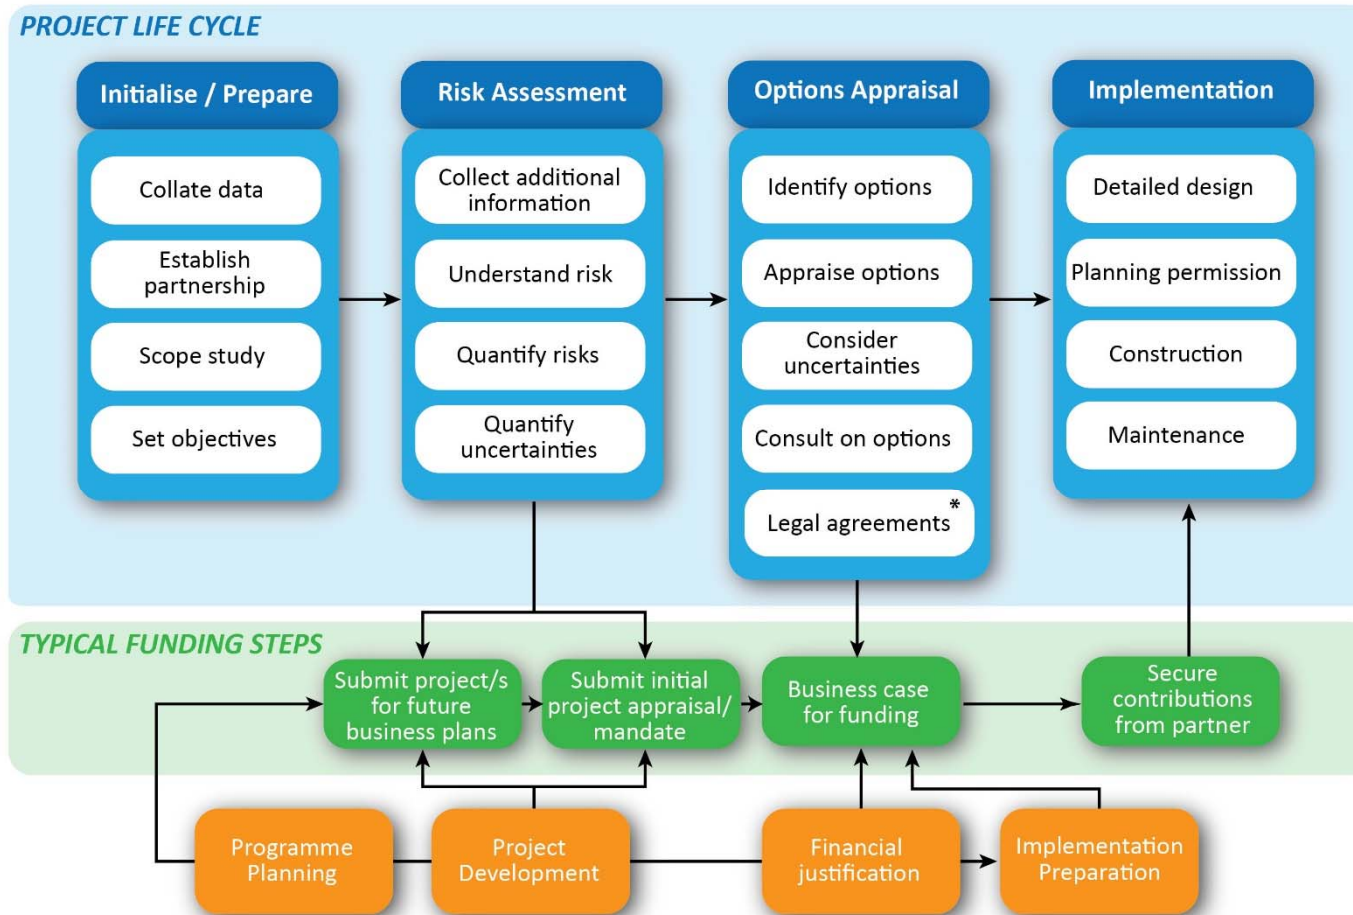 PROJECT LIFE CYCLE
Initialise / Prepare
Collate data
Establish
partnership
Scope study
Set objectives
Risk Assessment
Collect additional
information
Understand risk
Quantify risks
Quantify
uncertainties
Options Appraisal
Identify options
Appraise options
Consider
uncertainties
Consult on options
Legal agreements*
Implementation
Detailed design
Planning permission
Construction
Maintenance
TYPICAL FUNDING STEPS
Submit project/s
for future
business plans
Submit initial
project appraisal/
mandate
Business case
for funding
Secure
contributions
from partner
Programme
Planning
Project
Development
Financial
justification
Implementation
Preparation